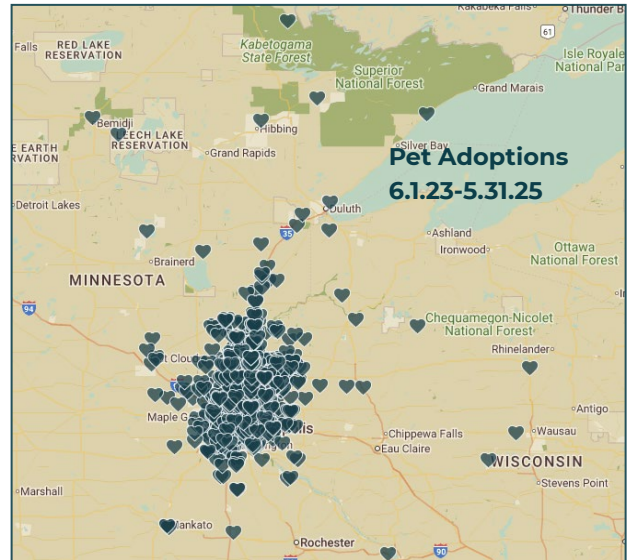 Kakabeka Falls
Thunder B
61
Falls
RED LAKE
RESERVATION
Kabetogama
State Forest
Isle Royale
National Par
Superior
National Forest
Grand Marais
Bemidji
Hibbing
LEECH LAKE
RESERVATION
E EARTH
RVATION
Grand Rapids
Silver Bay
Pet Adoptions
6.1.23-5.31.25
Detroit Lakes
Duluth
35
Ashland
Ironwood
Ottawa
National Forest
Brainerd
MINNESOTA
94
Chequamegon-Nicolet
National Forest
Rhinelander
Cloud
Antigo
Maple G
is
Chippewa Falls
Wausau
Eau Claire
WISCONSIN
Stevens Point
Marshall
Mankato
Rochester
90